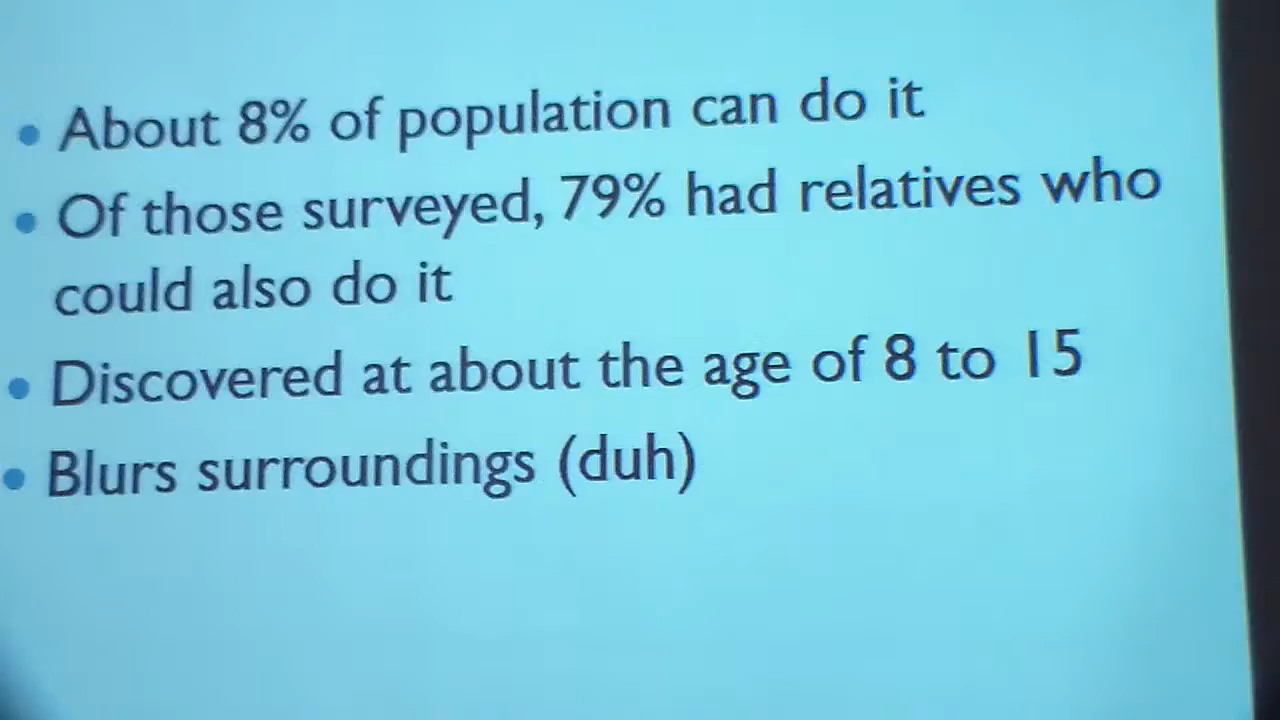 • About 8% of population can do it
• Of those surveyed, 79% had relatives who
could also do it
• Discovered at about the age of 8 to 15
• Blurs surroundings (duh)